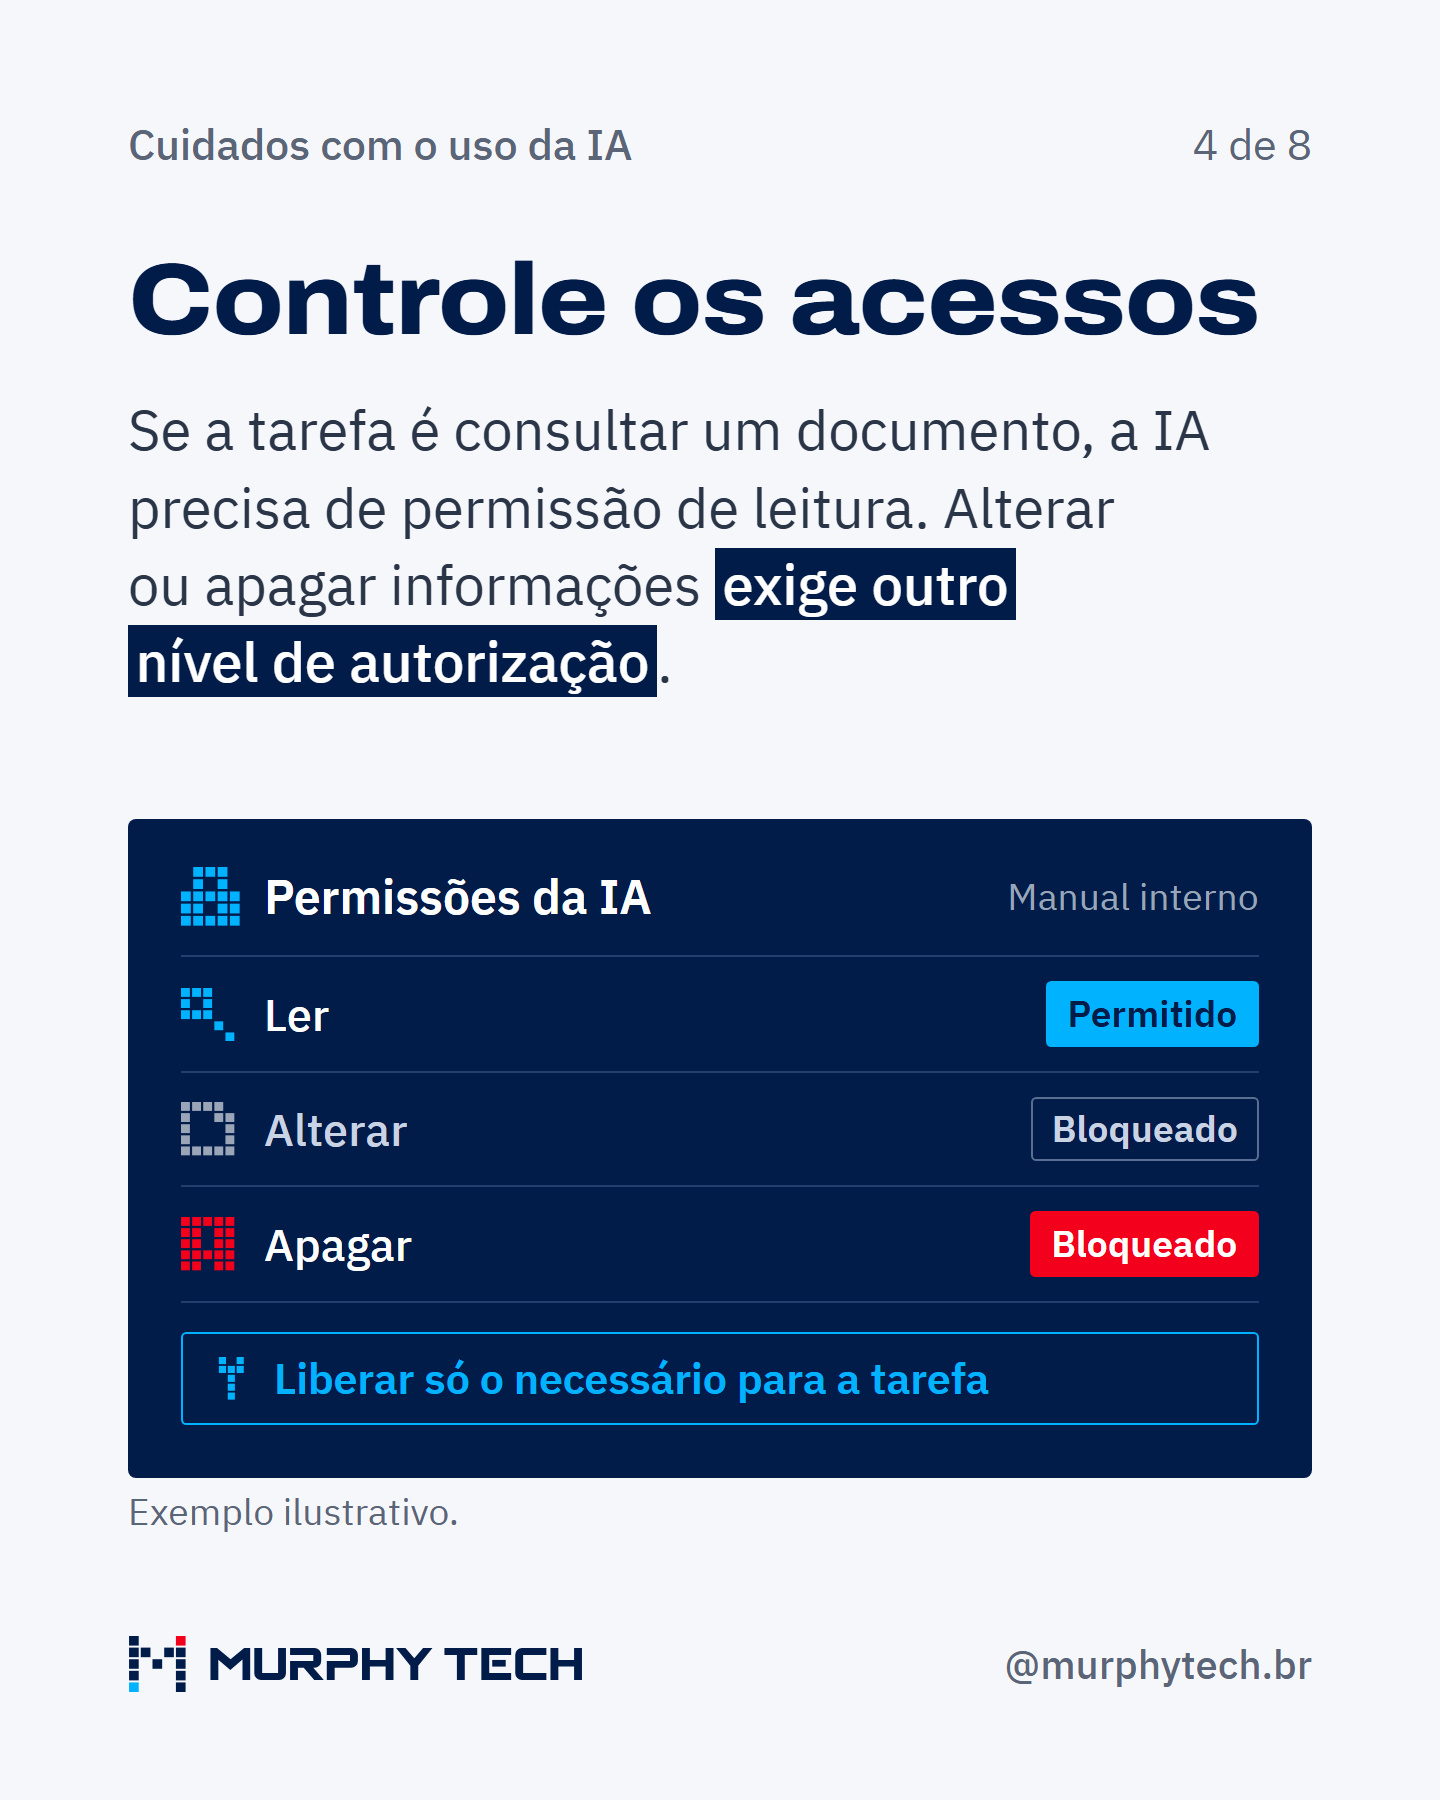 Cuidados com o uso da IA
4 de 8
Controle os acessos
Se a tarefa é consultar um documento, a IA
precisa de permissão de leitura. Alterar
ou apagar informações exige outro
nível de autorização.
Permissões da IA
Manual interno
Ler
Permitido
Alterar
Bloqueado
Apagar
Bloqueado
Liberar só o necessário para a tarefa
Exemplo ilustrativo.
MURPHY TECH
@murphytech.br